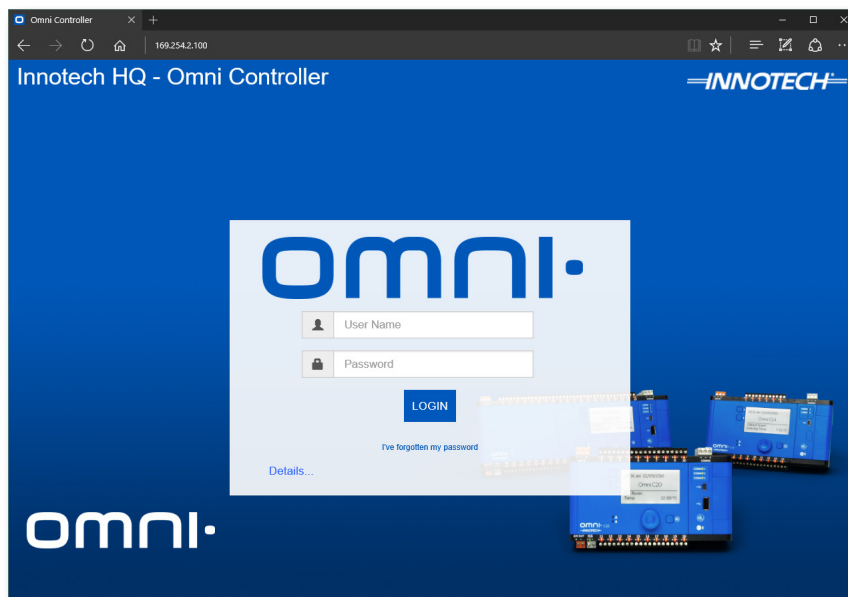 Omni Controller
169.254.2.100
Innotech HQ - Omni Controller
INNOTECH
omni
User Name
Password
LOGIN
I've forgotten my password
Details...
omni
Omni C20
omni